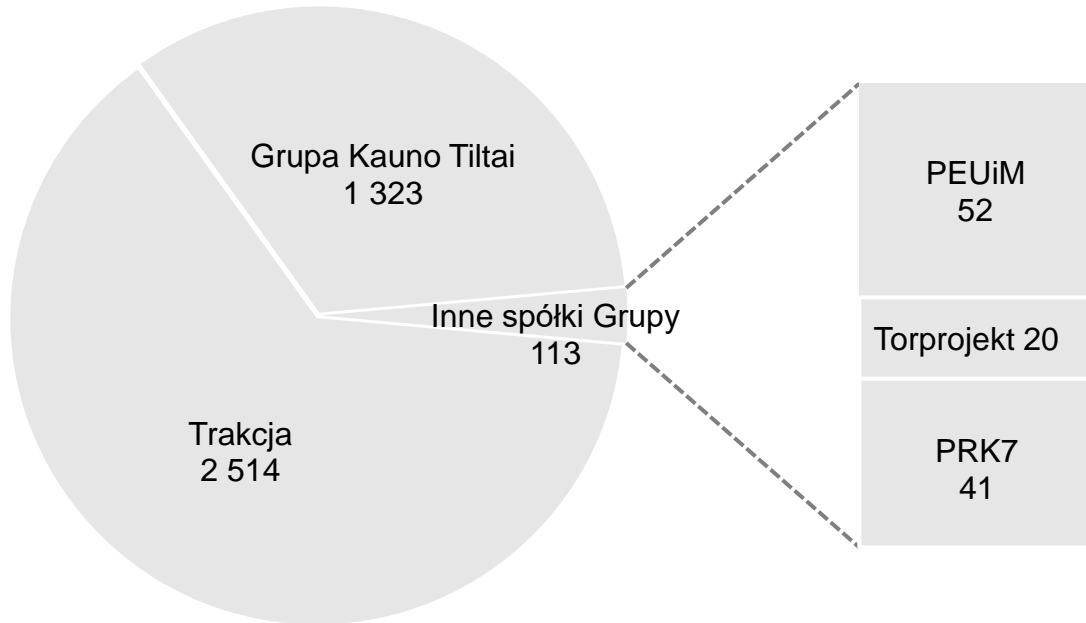 Grupa Kauno Tiltai
1 323
Inne spółki Grupy
113
Trakcja
2 514
PEUiM
52
Torprojekt 20
PRK7
41